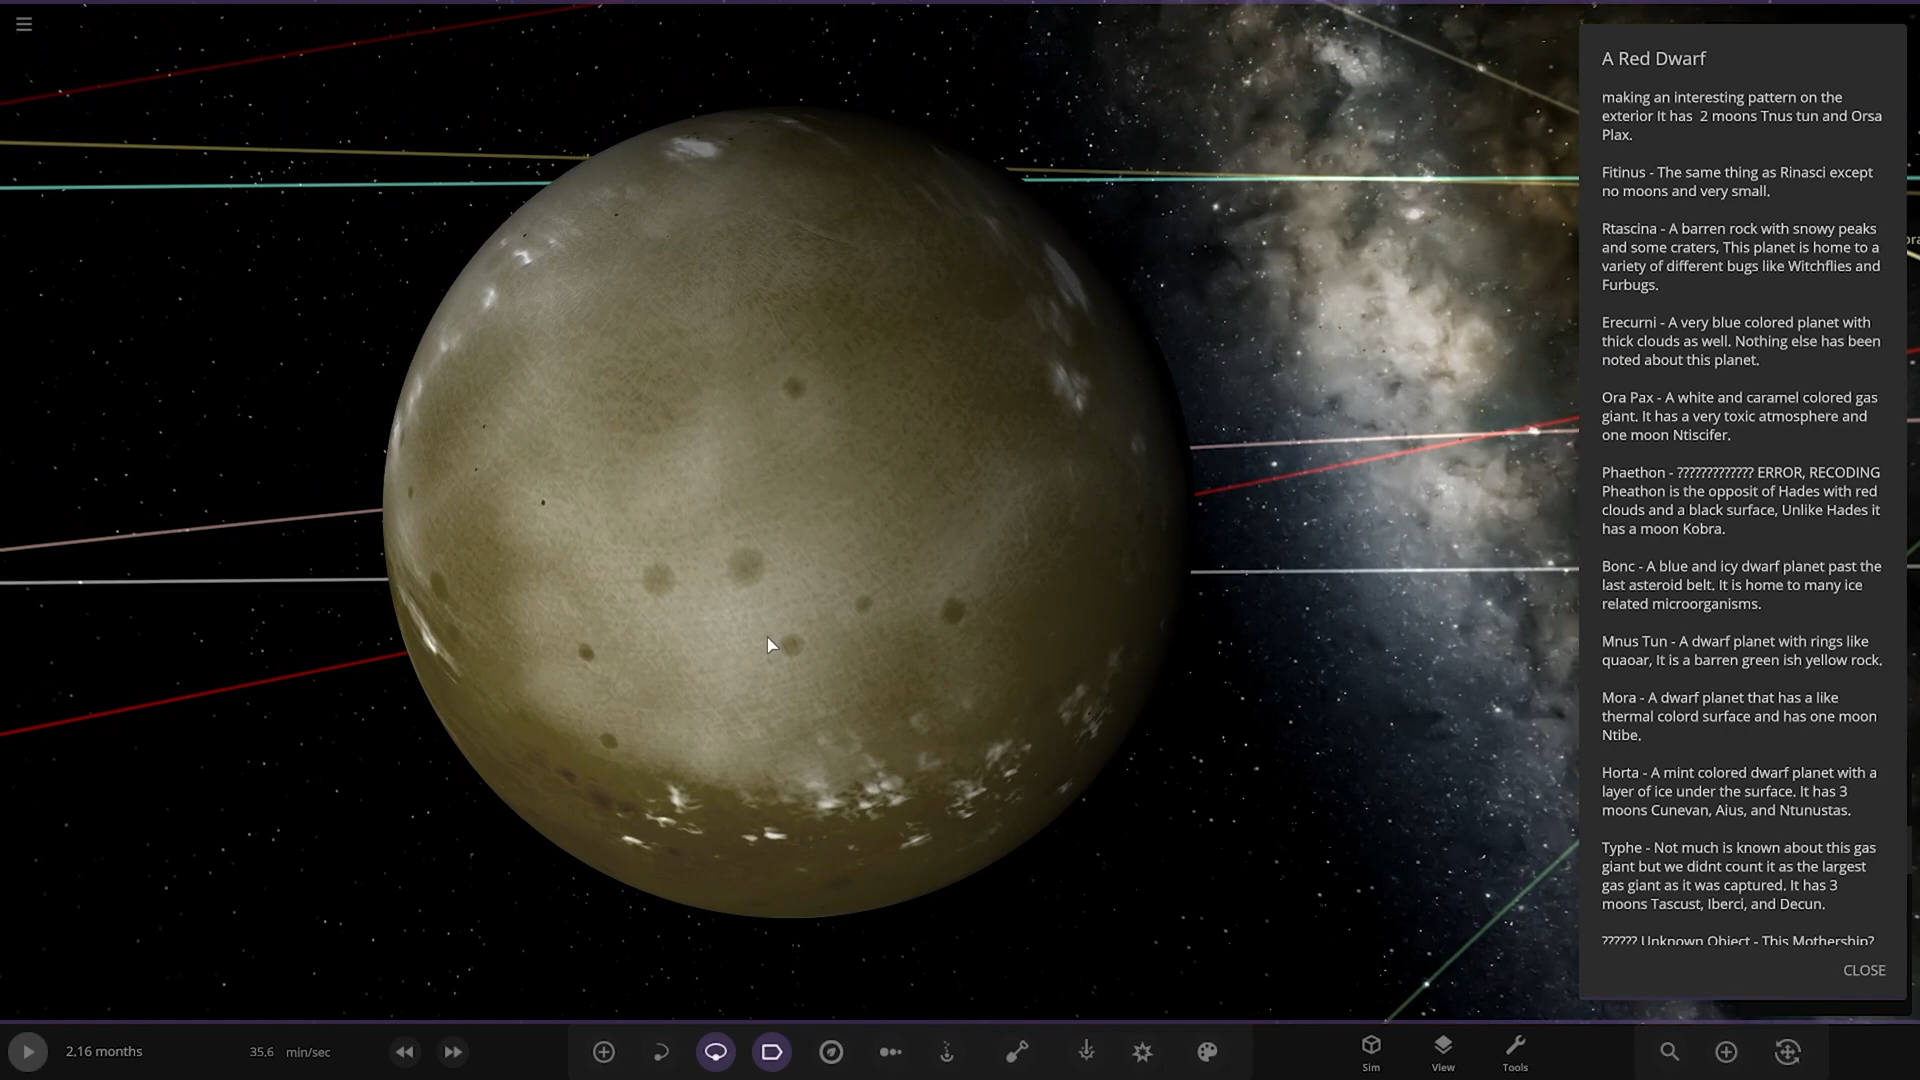 A Red Dwarf
making an interesting pattern on the
exterior It has  2 moons Tnus tun and Orsa
Plax.
Fitinus - The same thing as Rinasci except
no moons and very small.
Rtascina - A barren rock with snowy peaks
and some craters, This planet is home to a
variety of different bugs like Witchflies and
Furbugs.
Erecurni - A very blue colored planet with
thick clouds as well. Nothing else has been
noted about this planet.
Ora Pax - A white and caramel colored gas
giant. It has a very toxic atmosphere and
one moon Ntiscifer.
Phaethon - ????????????? ERROR, RECODING
Pheathon is the opposit of Hades with red
clouds and a black surface, Unlike Hades it
has a moon Kobra.
Bonc - A blue and icy dwarf planet past the
last asteroid belt. It is home to many ice
related microorganisms.
Mnus Tun - A dwarf planet with rings like
quaoar, It is a barren green ish yellow rock.
Mora - A dwarf planet that has a like
thermal colord surface and has one moon
Ntibe.
Horta - A mint colored dwarf planet with a
layer of ice under the surface. It has 3
moons Cunevan, Aius, and Ntunustas.
Typhe - Not much is known about this gas
giant but we didnt count it as the largest
gas giant as it was captured. It has 3
moons Tascust, Iberci, and Decun.
?????? Unknown Object - This Mothership?
CLOSE
2.16 months
35.6 min/sec
Sim
View
Tools